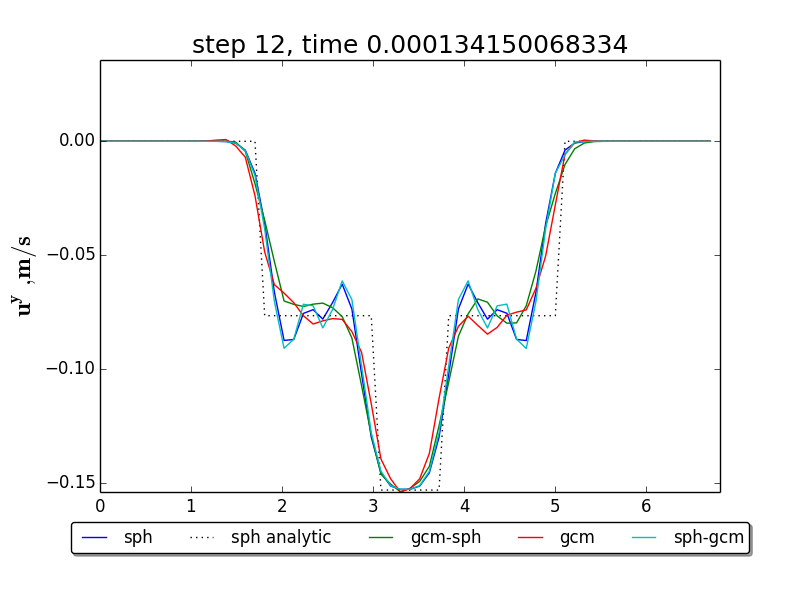 step 12, time 0.000134150068334
0.00
−0.05
−0.10
−0.15
u^y ,m/s
0 1 2 3 4 5 6
sph sph analytic gcm-sph gcm sph-gcm